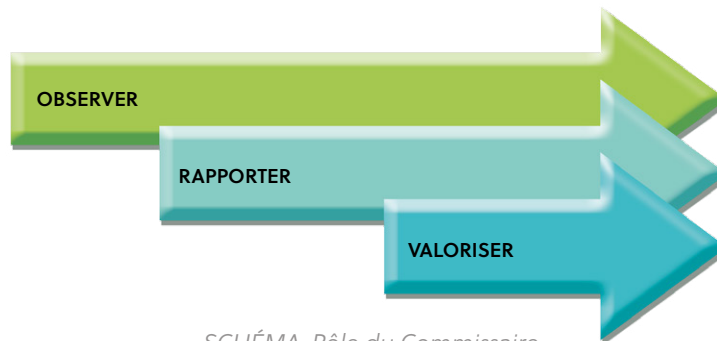 OBSERVER
RAPPORTER
VALORISER
SCHÉMA Rôle du Commissaire